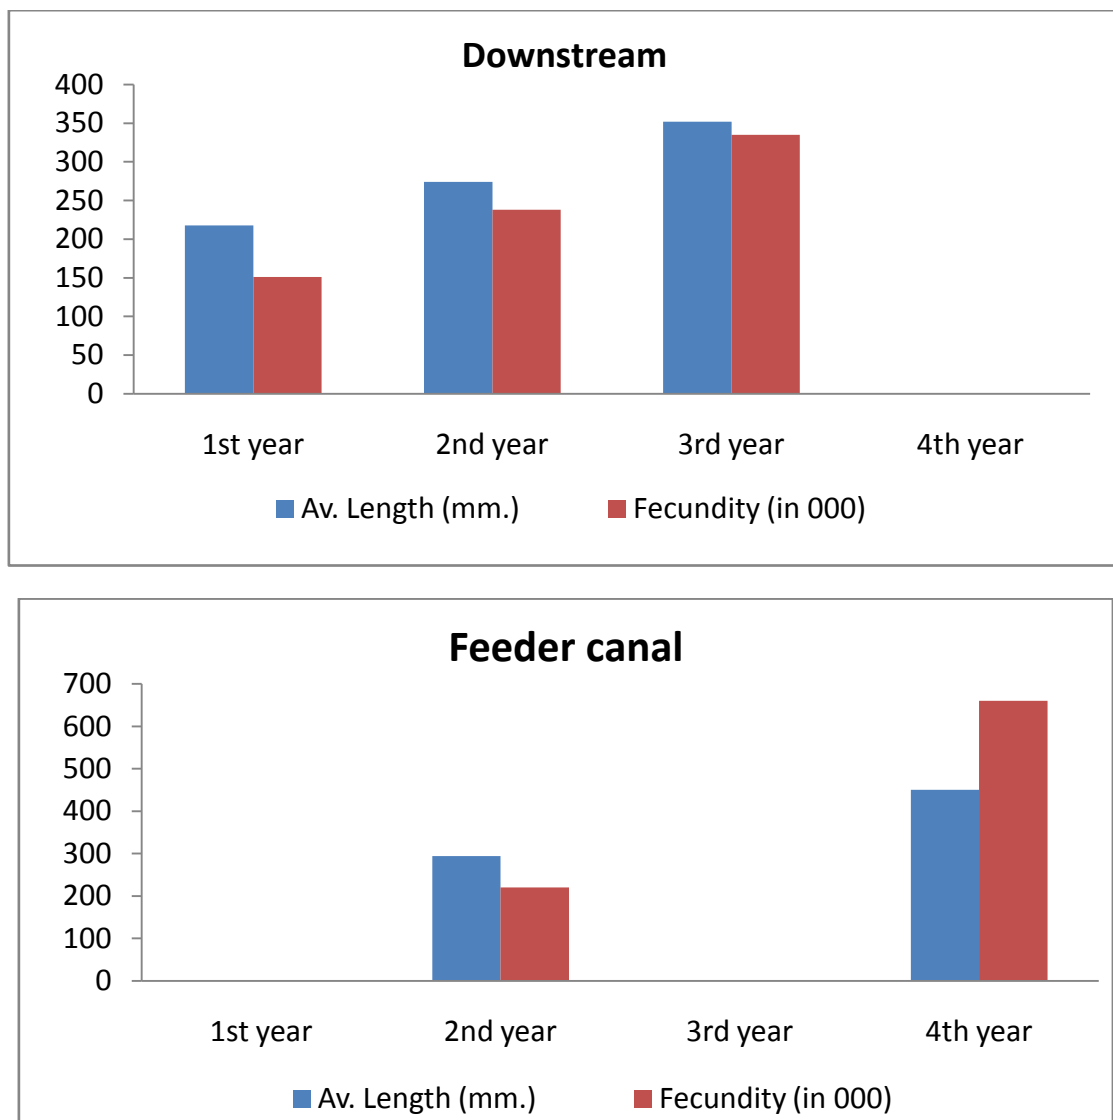 Downstream
400
350
300
250
200
150
100
50
0
1st year 2nd year 3rd year 4th year
Av. Length (mm.) Fecundity (in 000)
Feeder canal
700
600
500
400
300
200
100
0
1st year 2nd year 3rd year 4th year
Av. Length (mm.) Fecundity (in 000)